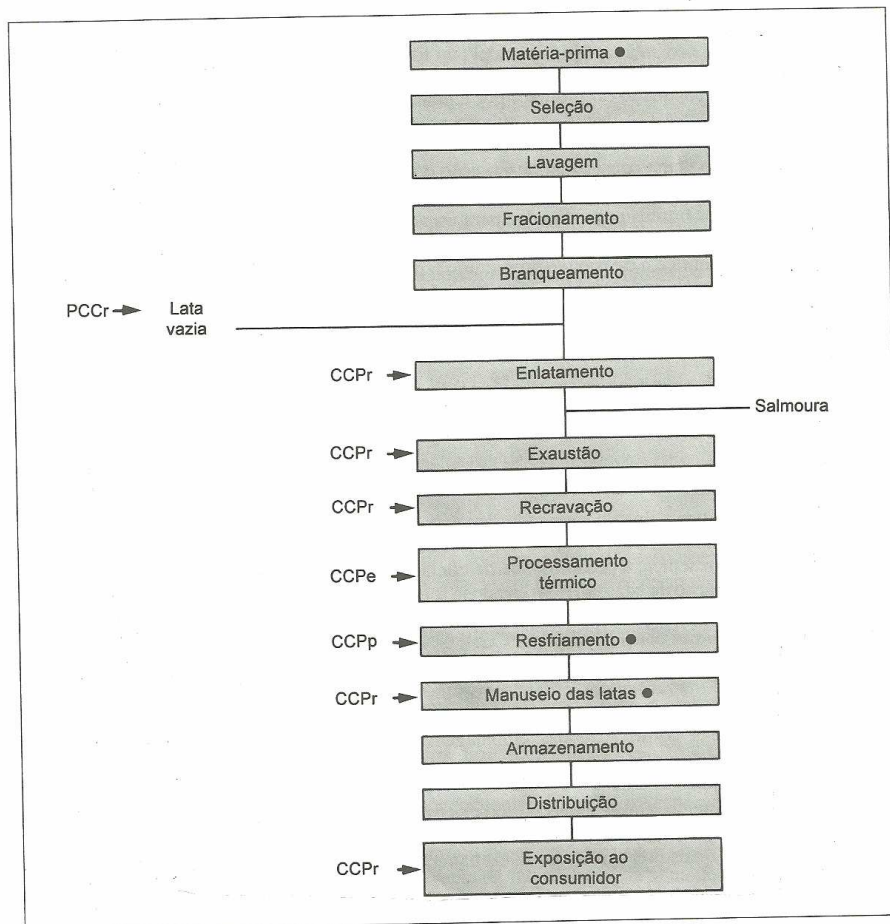 Matéria-prima ●
Seleção
Lavagem
Fracionamento
Branqueamento
PCCr → Lata
vazia
CCPr → Enlatamento
Salmoura
CCPr → Exaustão
CCPr → Recravação
CCPe → Processamento
térmico
CCPp → Resfriamento ●
CCPr → Manuseio das latas ●
Armazenamento
Distribuição
CCPr → Exposição ao
consumidor